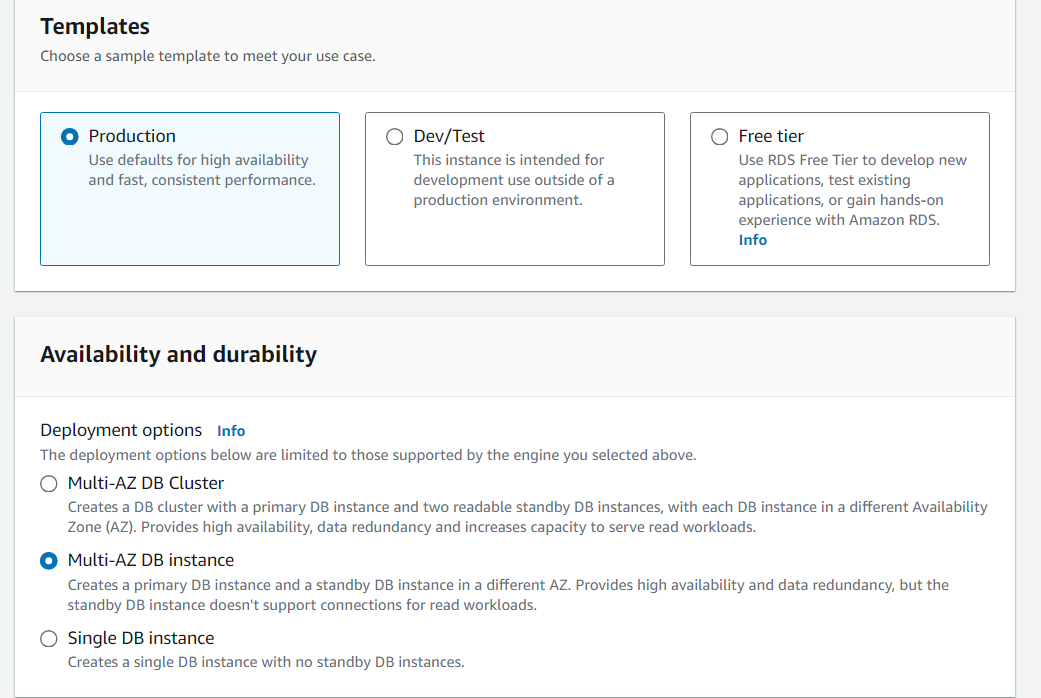 Templates
Choose a sample template to meet your use case.
Production
Use defaults for high availability
and fast, consistent performance.
Dev/Test
This instance is intended for
development use outside of a
production environment.
Free tier
Use RDS Free Tier to develop new
applications, test existing
applications, or gain hands-on
experience with Amazon RDS.
Info
Availability and durability
Deployment options Info
The deployment options below are limited to those supported by the engine you selected above.
Multi-AZ DB Cluster
Creates a DB cluster with a primary DB instance and two readable standby DB instances, with each DB instance in a different Availability
Zone (AZ). Provides high availability, data redundancy and increases capacity to serve read workloads.
Multi-AZ DB instance
Creates a primary DB instance and a standby DB instance in a different AZ. Provides high availability and data redundancy, but the
standby DB instance doesn't support connections for read workloads.
Single DB instance
Creates a single DB instance with no standby DB instances.